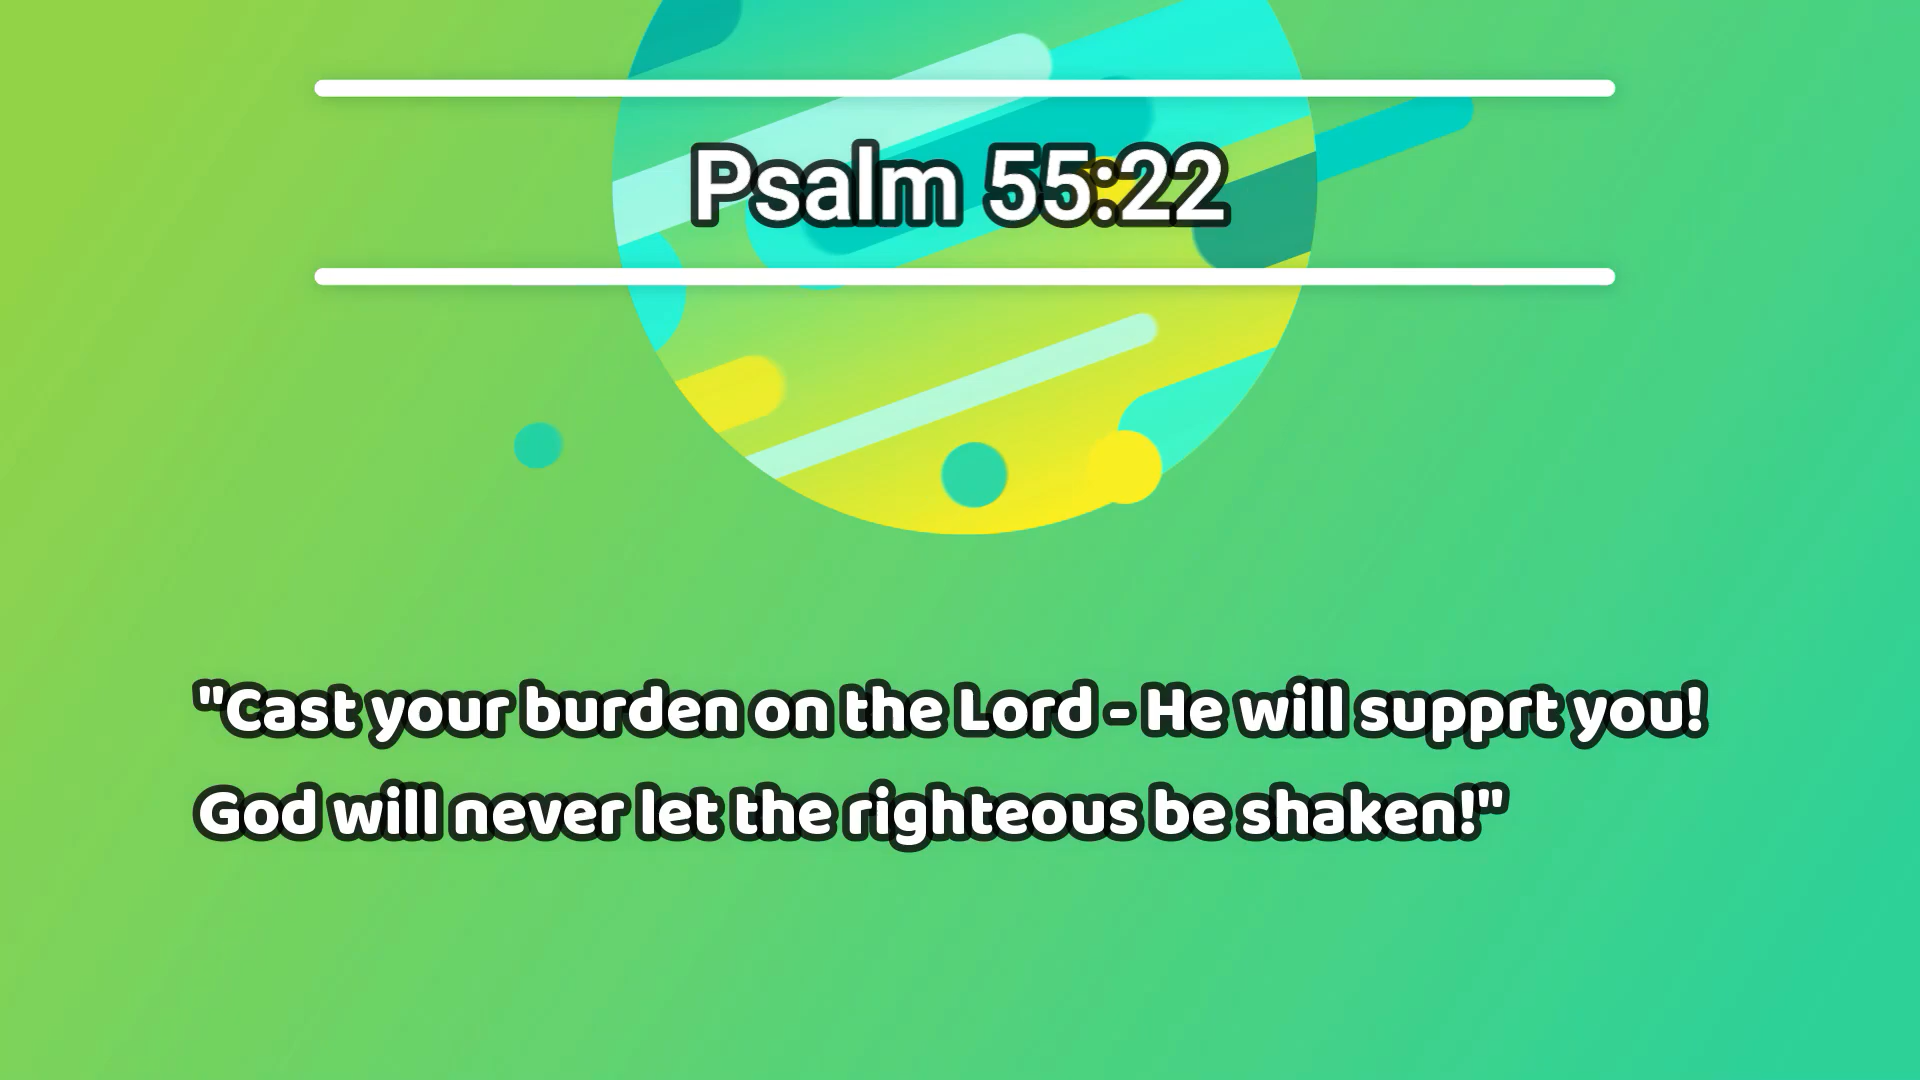 Psalm 55:22
"Cast your burden on the Lord - He will supprt you!
God will never let the righteous be shaken!"